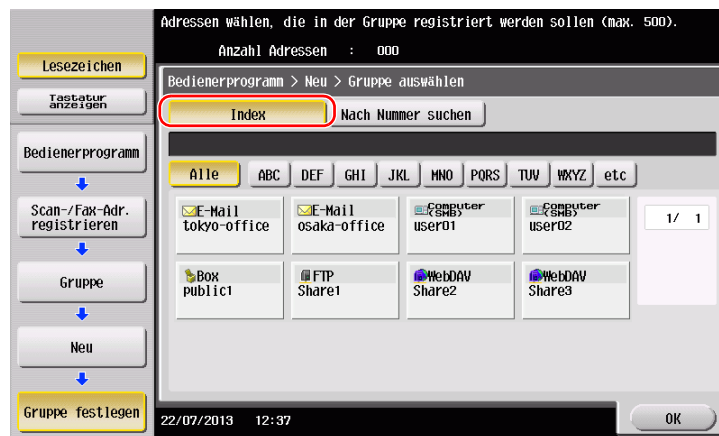 Adressen wählen, die in der Gruppe registriert werden sollen (max. 500).
Anzahl Adressen : 000
Lesezeichen
Tastatur
anzeigen
Bedienerprogramm
Scan-/Fax-Adr.
registrieren
Gruppe
Neu
Gruppe festlegen
Bedienerprogramm > Neu > Gruppe auswählen
Index
Nach Nummer suchen
Alle ABC DEF GHI JKL MNO PQRS TUV WXYZ etc
E-Mail E-Mail Computer (SMB) Computer (SMB)
tokyo-office osaka-office user01 user02
1/ 1
Box FTP WebDAV WebDAV
public1 Share1 Share2 Share3
22/07/2013 12:37
OK